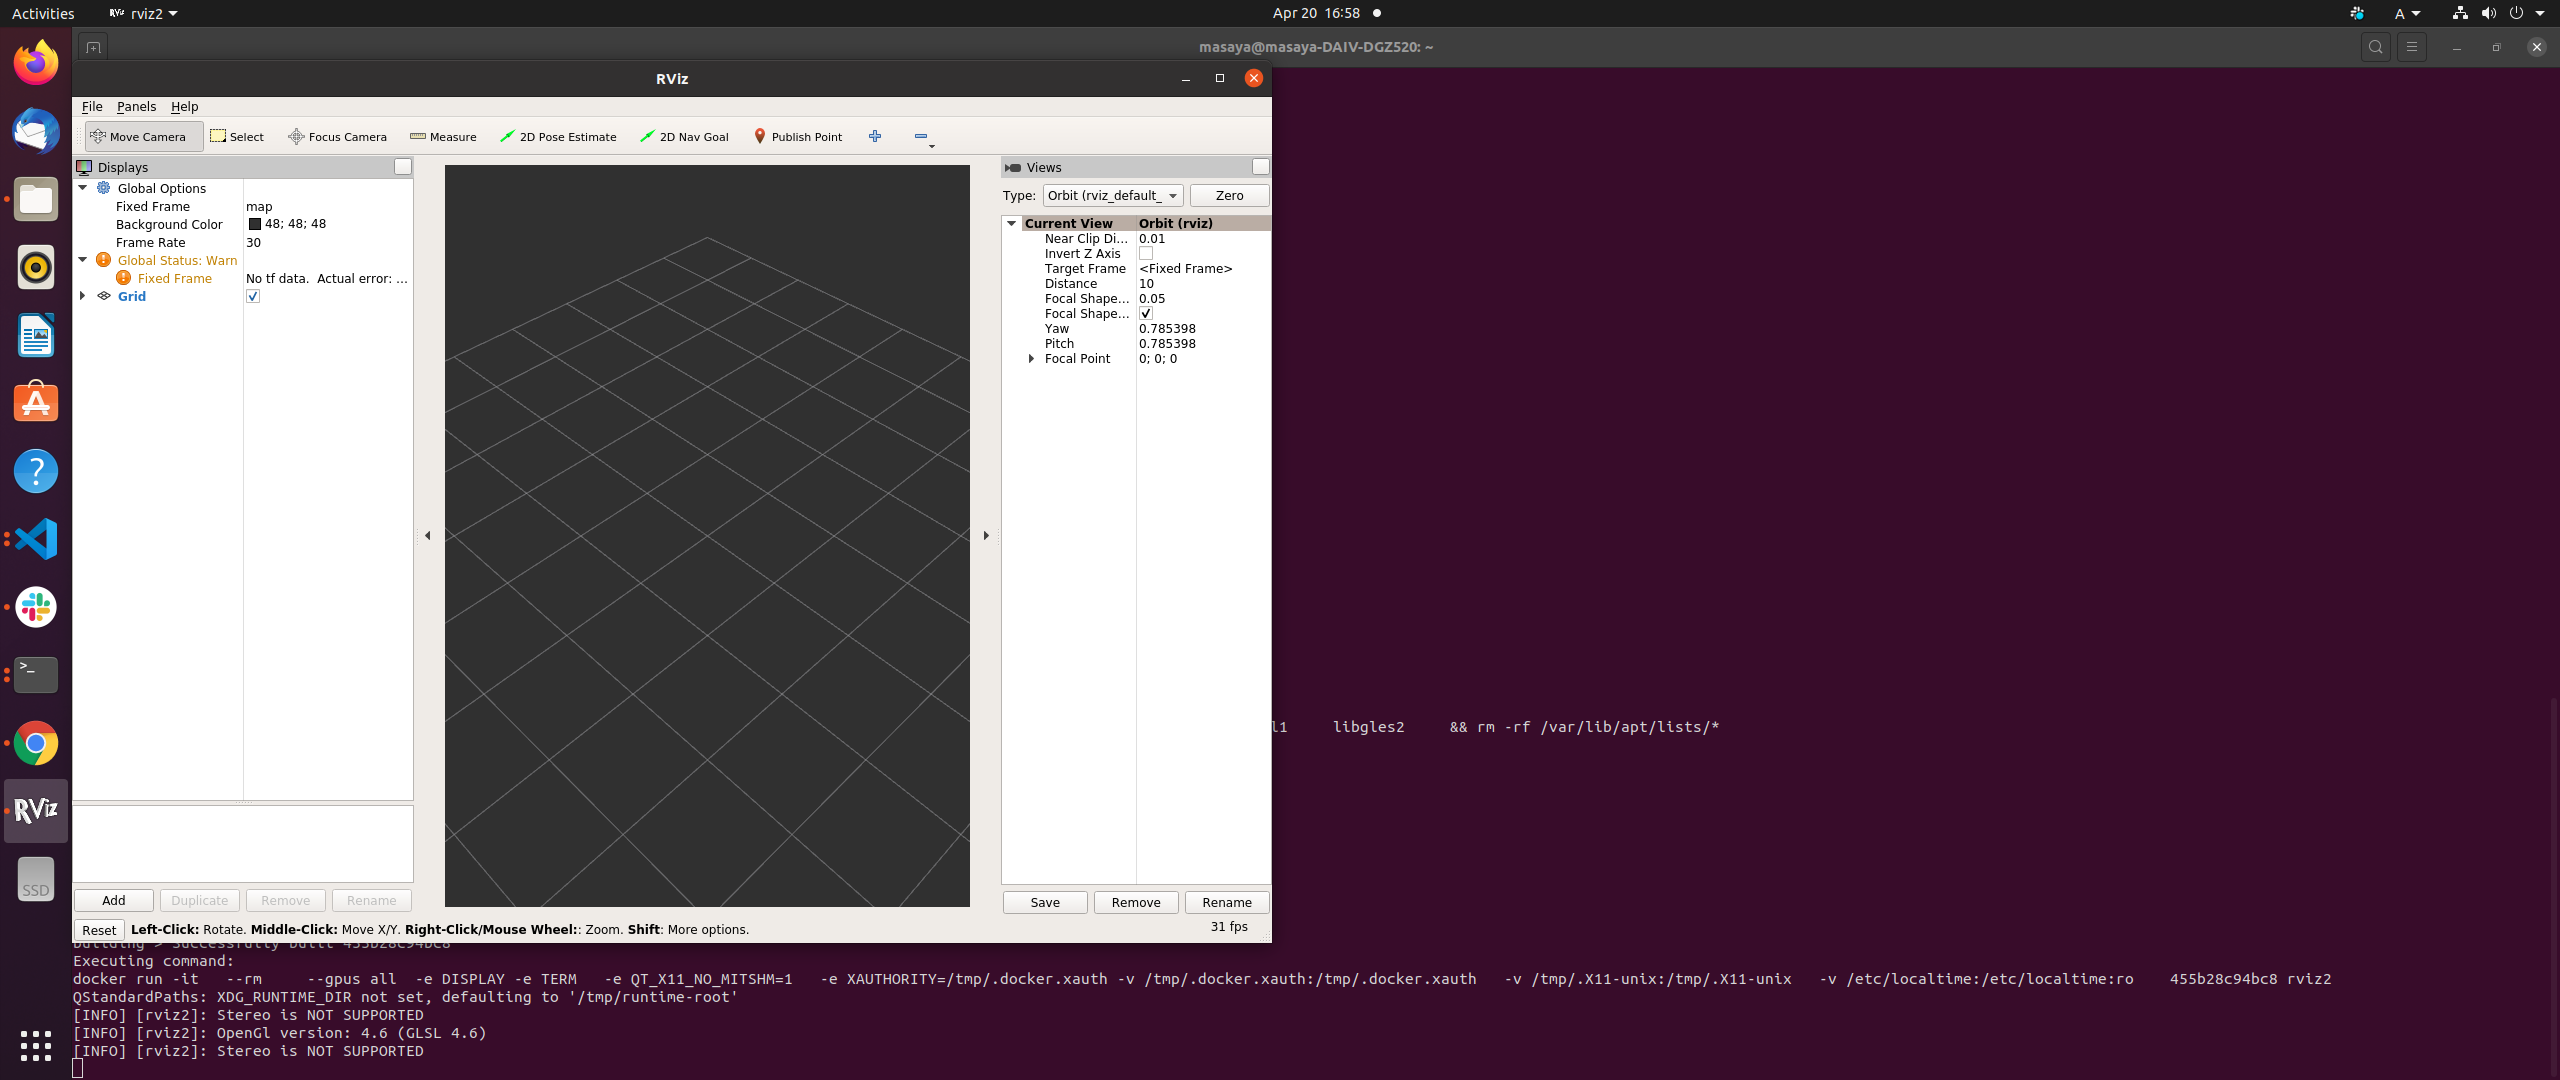 Activities
rviz2
Apr 20 16:58
A
masaya@masaya-DAIV-DGZ520: ~
RViz
File Panels Help
Move Camera Select Focus Camera Measure 2D Pose Estimate 2D Nav Goal Publish Point
Displays
Global Options
Fixed Frame map
Background Color 48; 48; 48
Frame Rate 30
Global Status: Warn
Fixed Frame No tf data. Actual error: ...
Grid
Add Duplicate Remove Rename
Views
Type: Orbit (rviz_default_ Zero
Current View Orbit (rviz)
Near Clip Di... 0.01
Invert Z Axis
Target Frame <Fixed Frame>
Distance 10
Focal Shape... 0.05
Focal Shape...
Yaw 0.785398
Pitch 0.785398
Focal Point 0; 0; 0
Save Remove Rename
Reset Left-Click: Rotate. Middle-Click: Move X/Y. Right-Click/Mouse Wheel:: Zoom. Shift: More options.
31 fps
RViz
SSD
l1 libgles2 && rm -rf /var/lib/apt/lists/*
building > Successfully built 455b28c94bc8
Executing command:
docker run -it --rm --gpus all -e DISPLAY -e TERM -e QT_X11_NO_MITSHM=1 -e XAUTHORITY=/tmp/.docker.xauth -v /tmp/.docker.xauth:/tmp/.docker.xauth -v /tmp/.X11-unix:/tmp/.X11-unix -v /etc/localtime:/etc/localtime:ro 455b28c94bc8 rviz2
QStandardPaths: XDG_RUNTIME_DIR not set, defaulting to '/tmp/runtime-root'
[INFO] [rviz2]: Stereo is NOT SUPPORTED
[INFO] [rviz2]: OpenGl version: 4.6 (GLSL 4.6)
[INFO] [rviz2]: Stereo is NOT SUPPORTED